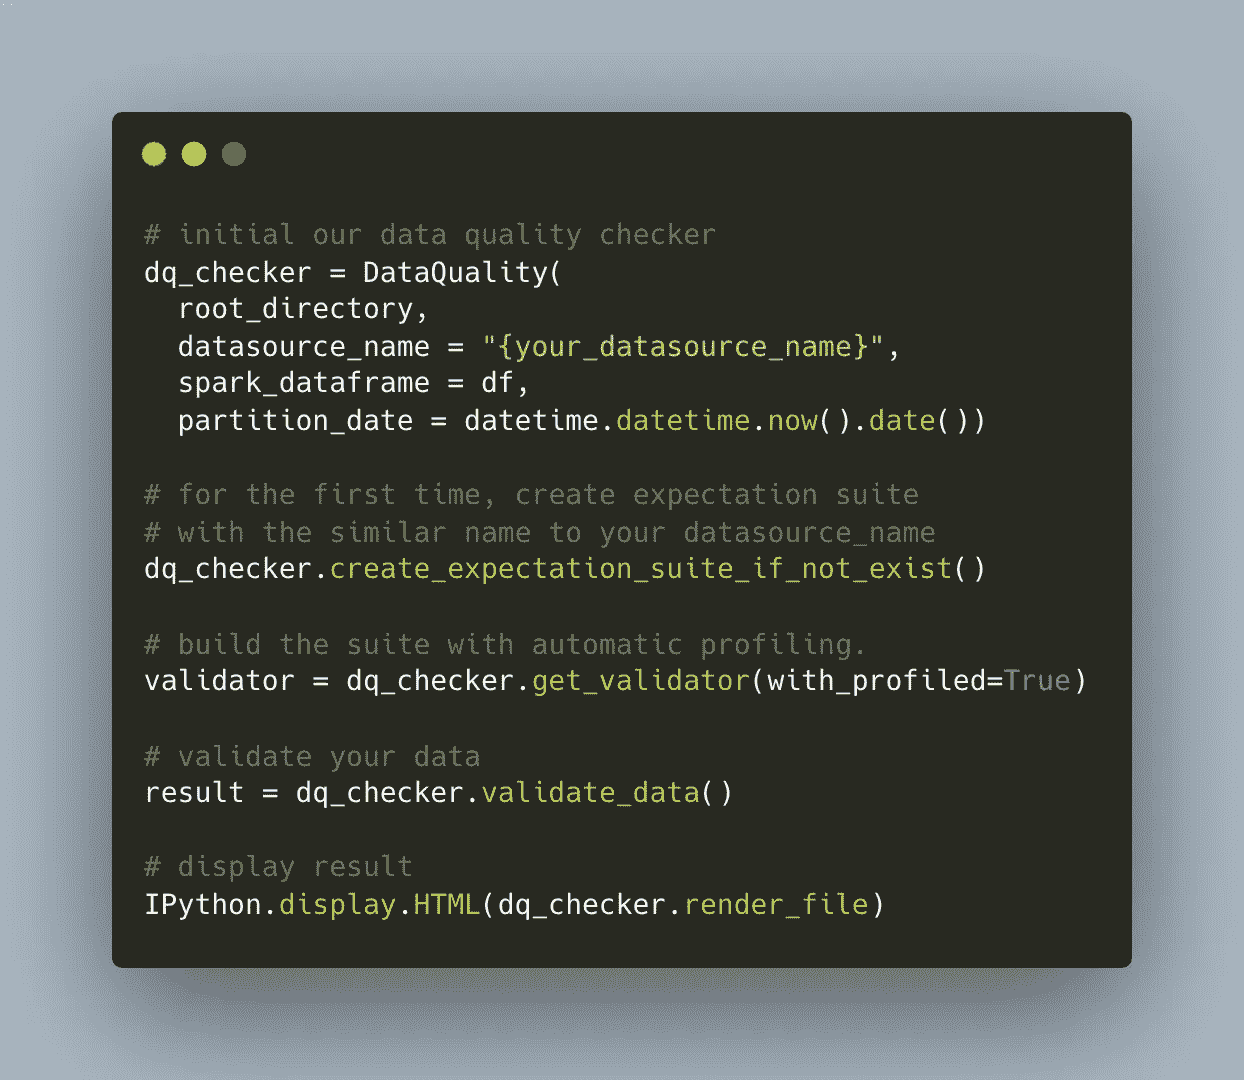 # initial our data quality checker
dq_checker = DataQuality(
  root_directory,
  datasource_name = "{your_datasource_name}",
  spark_dataframe = df,
  partition_date = datetime.datetime.now().date())
# for the first time, create expectation suite
# with the similar name to your datasource_name
dq_checker.create_expectation_suite_if_not_exist()
# build the suite with automatic profiling.
validator = dq_checker.get_validator(with_profiled=True)
# validate your data
result = dq_checker.validate_data()
# display result
IPython.display.HTML(dq_checker.render_file)